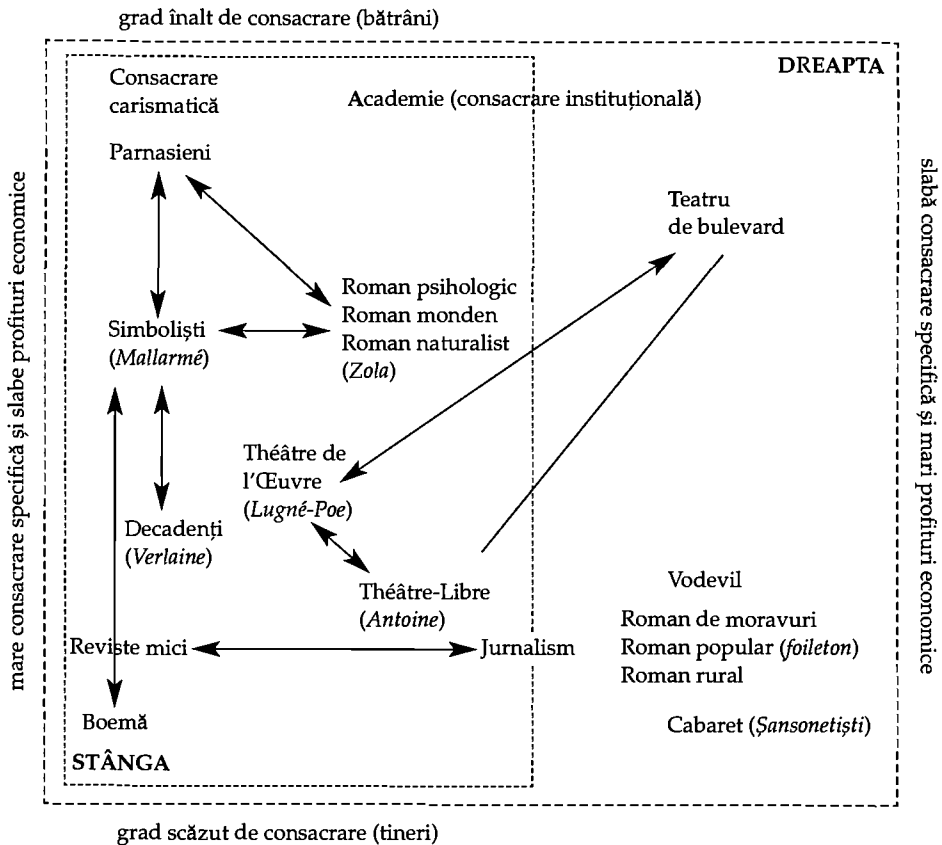 grad înalt de consacrare (bătrâni)
DREAPTA
Consacrare
carismatică
Academie (consacrare instituțională)
Parnasieni
mare consacrare specifică și slabe profituri economice
slabă consacrare specifică și mari profituri economice
Teatru
de bulevard
Roman psihologic
Roman monden
Roman naturalist
(Zola)
Simboliști
(Mallarmé)
Théâtre de
l'Œuvre
(Lugné-Poe)
Decadenți
(Verlaine)
Théâtre-Libre
(Antoine)
Vodevil
Roman de moravuri
Roman popular (foileton)
Roman rural
Reviste mici
Jurnalism
Boemă
Cabaret (Șansonetiști)
STÂNGA
grad scăzut de consacrare (tineri)